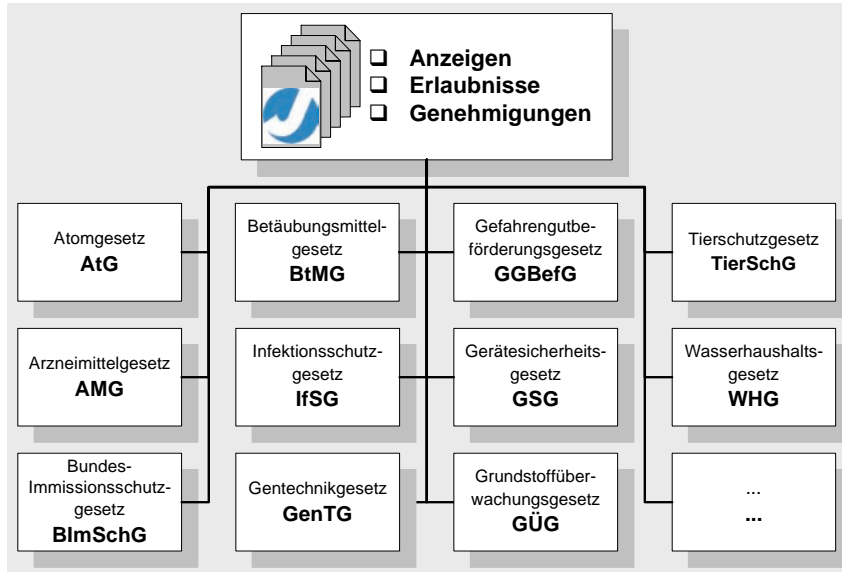 Anzeigen
Erlaubnisse
Genehmigungen
Atomgesetz
AtG
Betäubungsmittel-
gesetz
BtMG
Gefahrengutbe-
förderungsgesetz
GGBefG
Tierschutzgesetz
TierSchG
Arzneimittelgesetz
AMG
Infektionsschutz-
gesetz
IfSG
Gerätesicherheits-
gesetz
GSG
Wasserhaushalts-
gesetz
WHG
Bundes-
Immissionsschutz-
gesetz
BImSchG
Gentechnikgesetz
GenTG
Grundstoffüber-
wachungsgesetz
GÜG
...
...